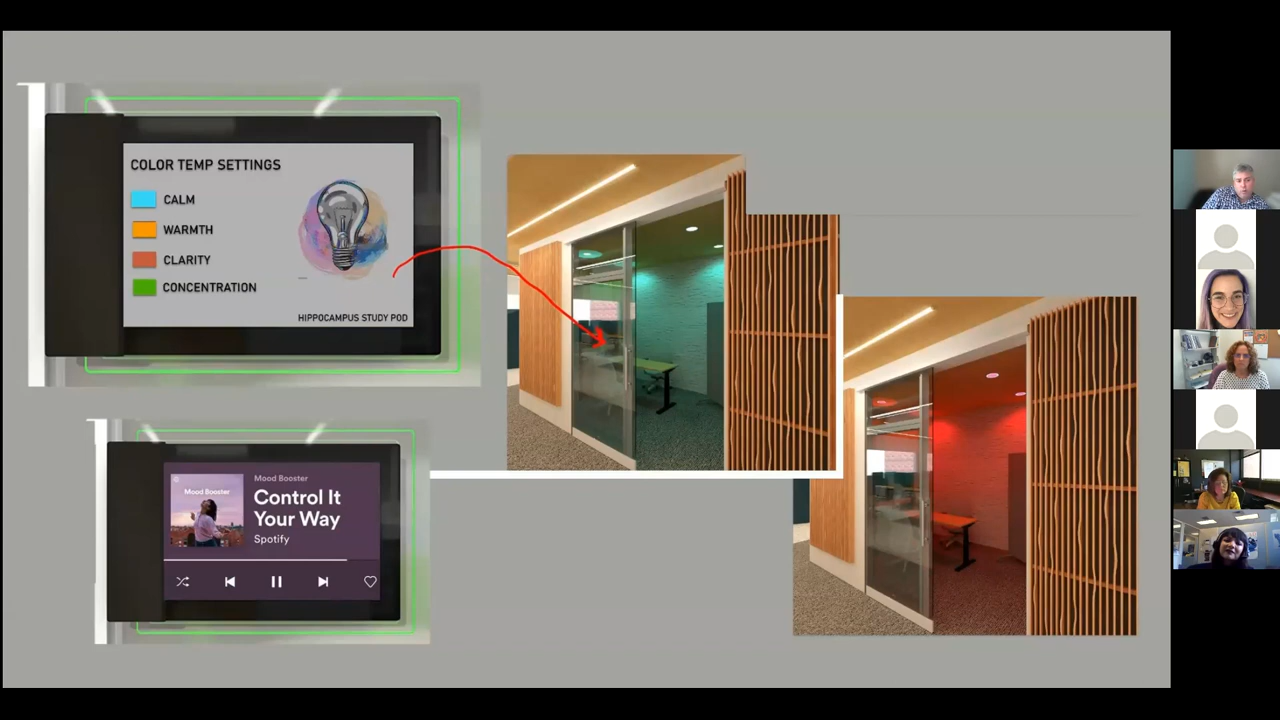 COLOR TEMP SETTINGS
CALM
WARMTH
CLARITY
CONCENTRATION
HIPPOCAMPUS STUDY POD
Mood Booster
Mood Booster
Control It
Your Way
Spotify